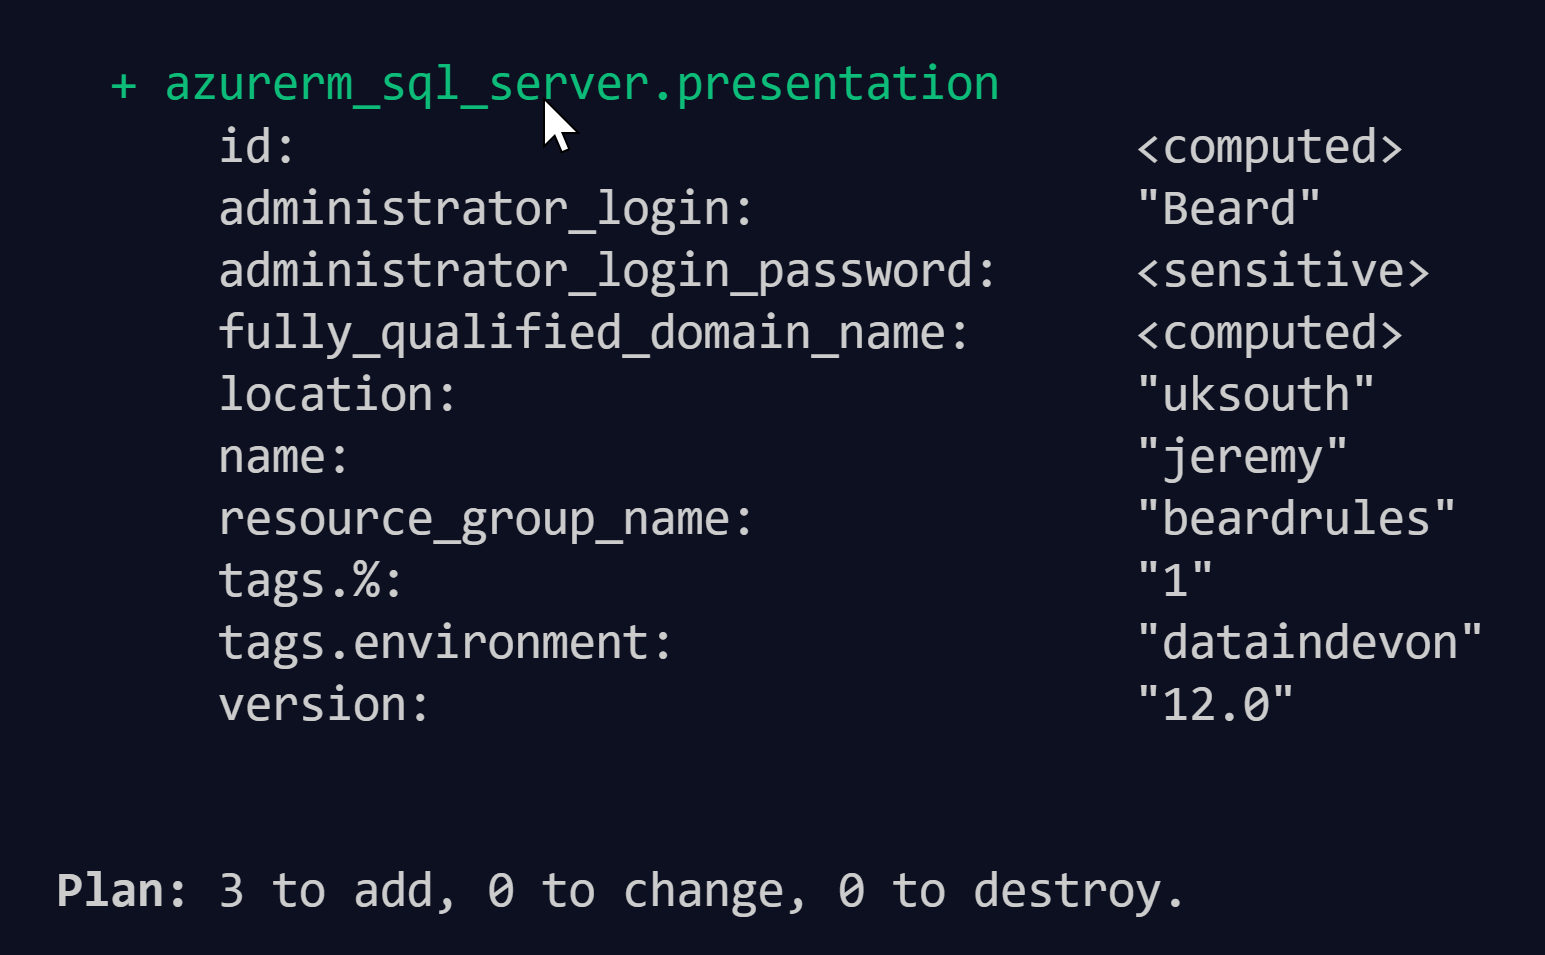 + azurerm_sql_server.presentation
id: <computed>
administrator_login: "Beard"
administrator_login_password: <sensitive>
fully_qualified_domain_name: <computed>
location: "uksouth"
name: "jeremy"
resource_group_name: "beardrules"
tags.%: "1"
tags.environment: "dataindevon"
version: "12.0"
Plan: 3 to add, 0 to change, 0 to destroy.